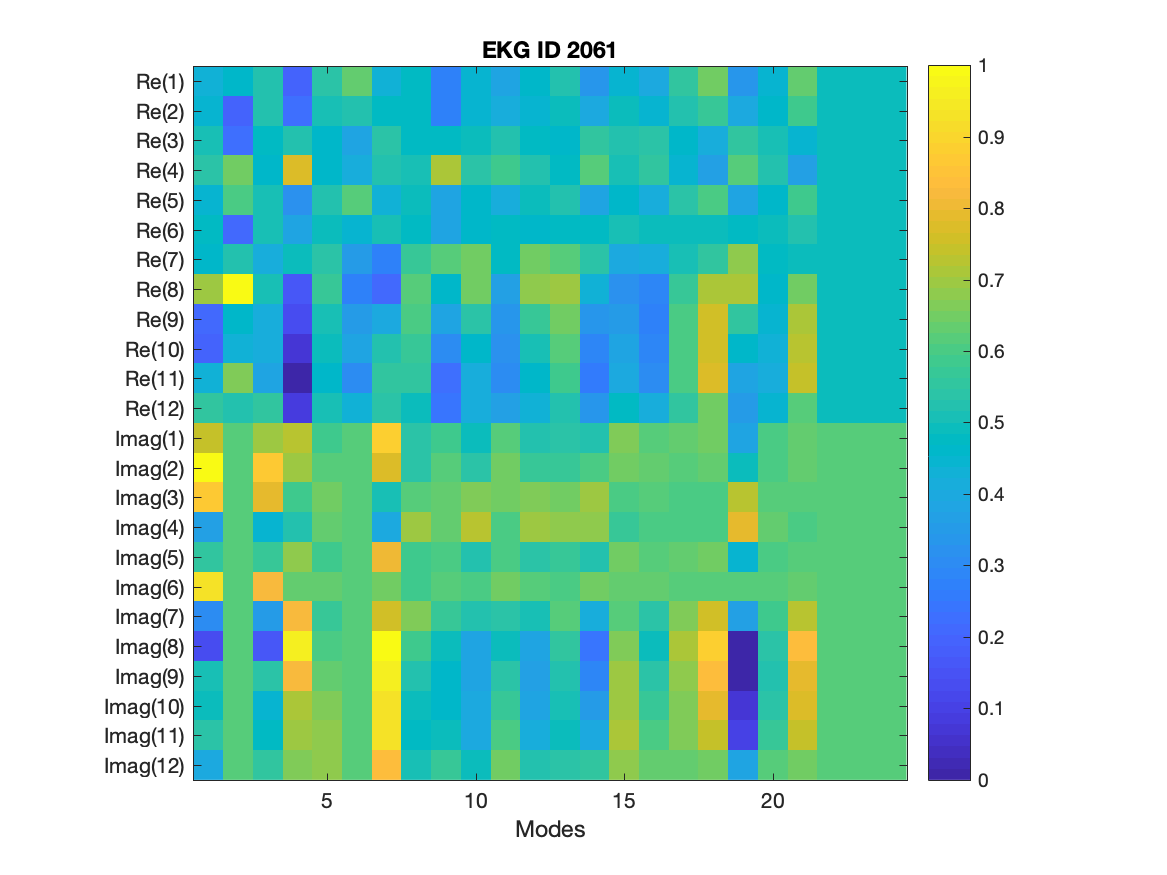 EKG ID 2061
Re(1)
Re(2)
Re(3)
Re(4)
Re(5)
Re(6)
Re(7)
Re(8)
Re(9)
Re(10)
Re(11)
Re(12)
Imag(1)
Imag(2)
Imag(3)
Imag(4)
Imag(5)
Imag(6)
Imag(7)
Imag(8)
Imag(9)
Imag(10)
Imag(11)
Imag(12)
5 10 15 20
Modes
1
0.9
0.8
0.7
0.6
0.5
0.4
0.3
0.2
0.1
0